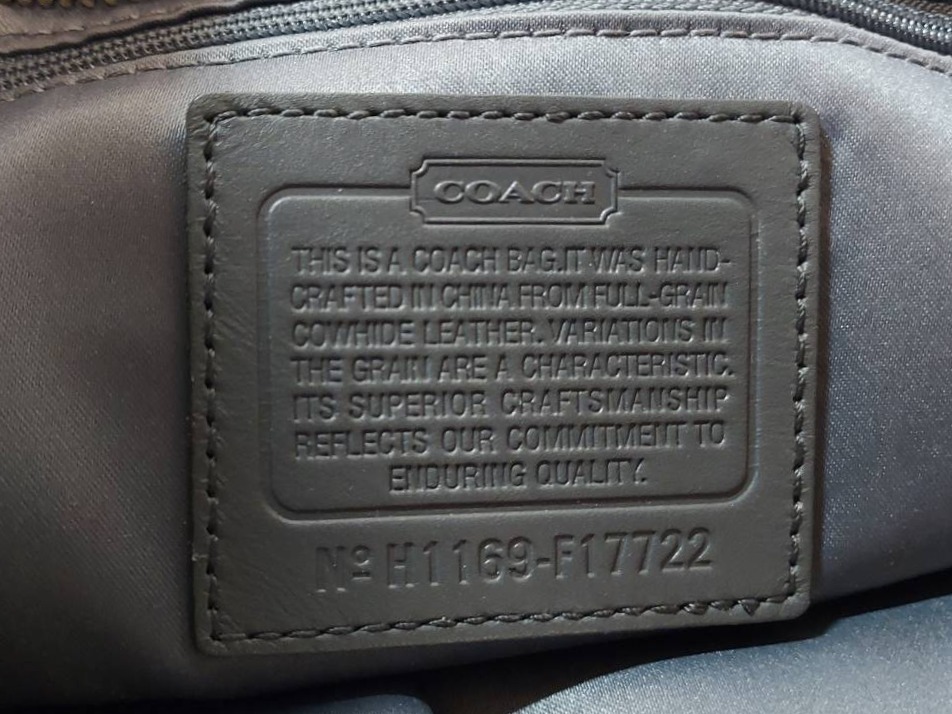 COACH
THIS IS A COACH BAG.IT WAS HAND-
CRAFTED IN CHINA FROM FULL-GRAIN
COWHIDE LEATHER. VARIATIONS IN
THE GRAIN ARE A CHARACTERISTIC.
ITS SUPERIOR CRAFTSMANSHIP
REFLECTS OUR COMMITMENT TO
ENDURING QUALITY.
Nº H1169-F17722